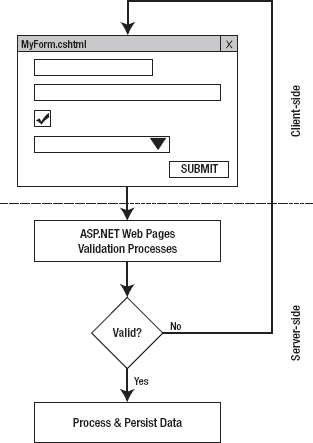 MyForm.cshtml
X
SUBMIT
Client-side
ASP.NET Web Pages
Validation Processes
Valid?
No
Server-side
Yes
Process & Persist Data